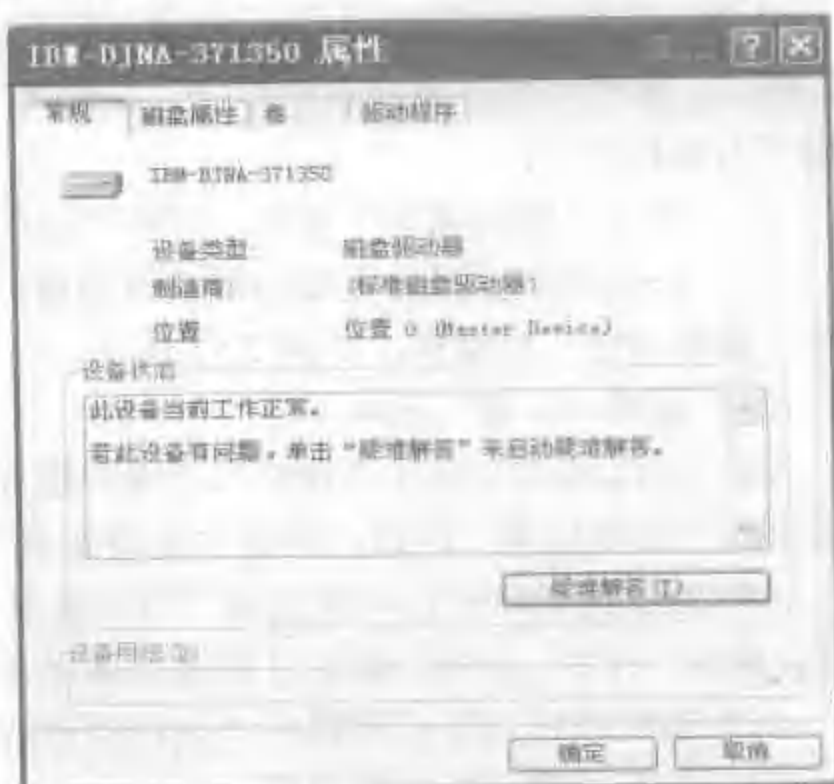 IBM-DJNA-371350 属性
常规 磁盘属性 卷 驱动程序
IBM-DJNA-371350
设备类型 磁盘驱动器
制造商: (标准磁盘驱动器)
位置 位置 0 (Master Device)
设备状态
此设备当前工作正常。
若此设备有问题，单击“疑难解答”来启动疑难解答。
疑难解答(T)
设备用法(D)
确定 取消